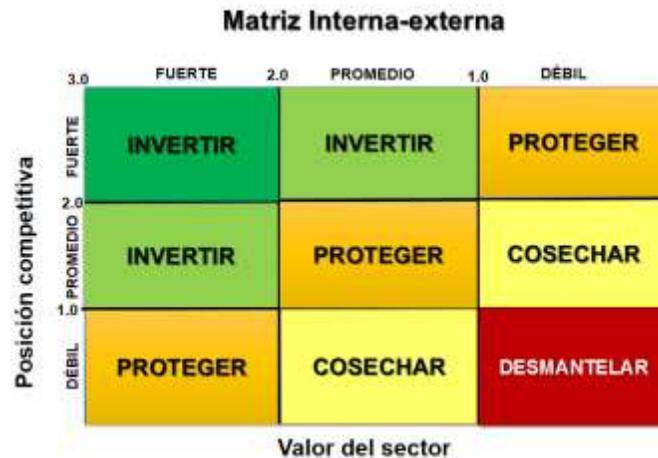 Matriz Interna-externa
3.0 FUERTE 2.0 PROMEDIO 1.0 DÉBIL
FUERTE
INVERTIR INVERTIR PROTEGER
2.0
PROMEDIO
INVERTIR PROTEGER COSECHAR
1.0
DÉBIL
PROTEGER COSECHAR DESMANTELAR
Posición competitiva
Valor del sector